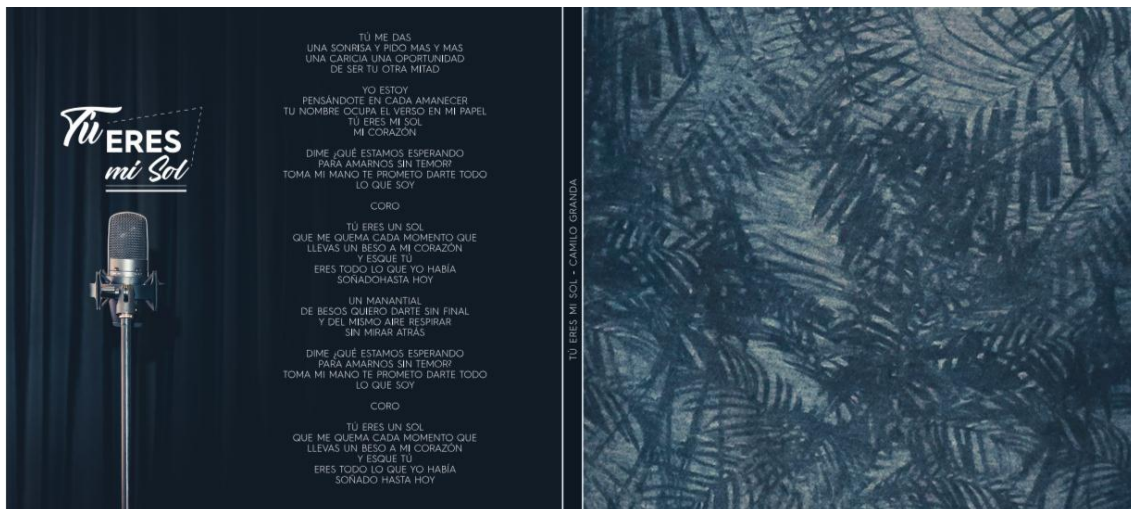 Tú ERES
mi Sol
TÚ ME DAS
UNA SONRISA Y PIDO MAS Y MAS
UNA CARICIA UNA OPORTUNIDAD
DE SER TU OTRA MITAD
YO ESTOY
PENSÁNDOTE EN CADA AMANECER
TU NOMBRE OCUPA EL VERSO EN MI PAPEL
TÚ ERES MI SOL
MI CORAZÓN
DIME ¿QUÉ ESTAMOS ESPERANDO
PARA AMARNOS SIN TEMOR?
TOMA MI MANO TE PROMETO DARTE TODO
LO QUE SOY
CORO
TÚ ERES UN SOL
QUE ME QUEMA CADA MOMENTO QUE
LLEVAS UN BESO A MI CORAZÓN
Y ESQUE TÚ
ERES TODO LO QUE YO HABÍA
SOÑADOHASTA HOY
UN MANANTIAL
DE BESOS QUIERO DARTE SIN FINAL
Y DEL MISMO AIRE RESPIRAR
SIN MIRAR ATRÁS
DIME ¿QUÉ ESTAMOS ESPERANDO
PARA AMARNOS SIN TEMOR?
TOMA MI MANO TE PROMETO DARTE TODO
LO QUE SOY
CORO
TÚ ERES UN SOL
QUE ME QUEMA CADA MOMENTO QUE
LLEVAS UN BESO A MI CORAZÓN
Y ESQUE TÚ
ERES TODO LO QUE YO HABÍA
SOÑADO HASTA HOY
TÚ ERES MI SOL - CAMILO GRANDA